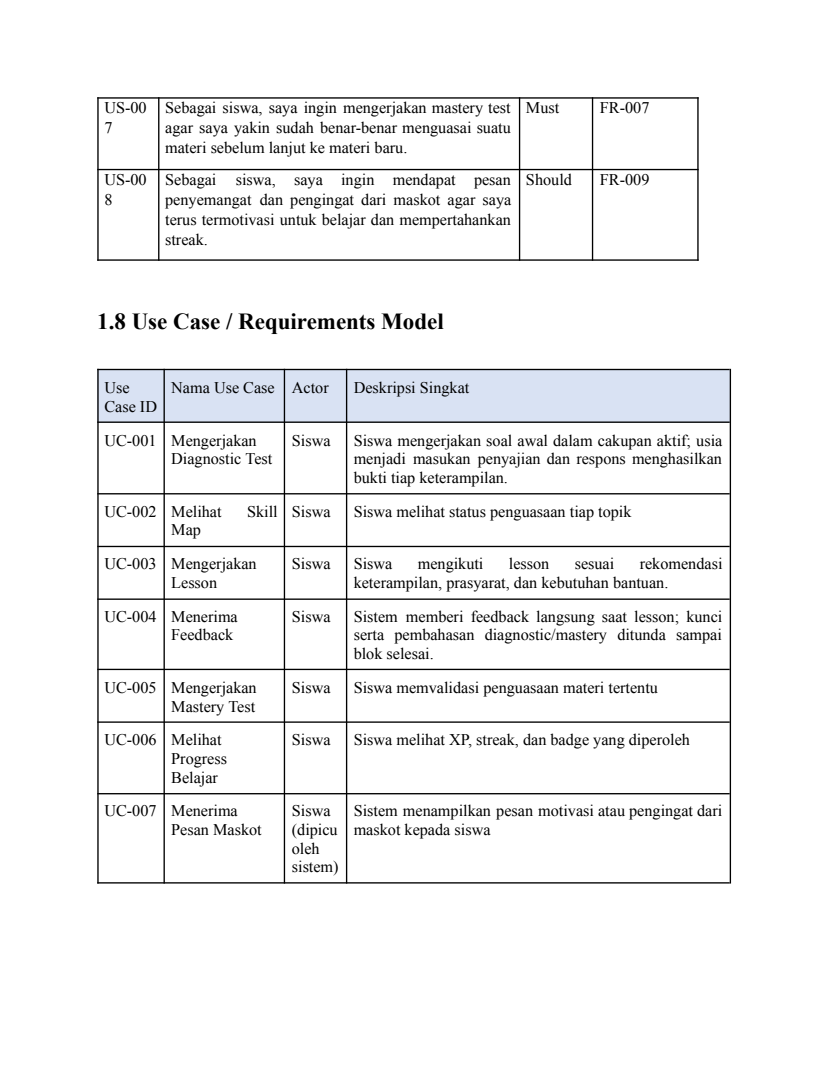 US-00 Sebagai siswa, saya ingin mengerjakan mastery test Must FR-007
7 agar saya yakin sudah benar-benar menguasai suatu
materi sebelum lanjut ke materi baru.
US-00 Sebagai siswa, saya ingin mendapat pesan Should FR-009
8 penyemangat dan pengingat dari maskot agar saya
terus termotivasi untuk belajar dan mempertahankan
streak.
1.8 Use Case / Requirements Model
Use Nama Use Case Actor Deskripsi Singkat
Case ID
UC-001 Mengerjakan Siswa Siswa mengerjakan soal awal dalam cakupan aktif; usia
Diagnostic Test menjadi masukan penyajian dan respons menghasilkan
bukti tiap keterampilan.
UC-002 Melihat Skill Siswa Siswa melihat status penguasaan tiap topik
Map
UC-003 Mengerjakan Siswa Siswa mengikuti lesson sesuai rekomendasi
Lesson keterampilan, prasyarat, dan kebutuhan bantuan.
UC-004 Menerima Siswa Sistem memberi feedback langsung saat lesson; kunci
Feedback serta pembahasan diagnostic/mastery ditunda sampai
blok selesai.
UC-005 Mengerjakan Siswa Siswa memvalidasi penguasaan materi tertentu
Mastery Test
UC-006 Melihat Siswa Siswa melihat XP, streak, dan badge yang diperoleh
Progress
Belajar
UC-007 Menerima Siswa Sistem menampilkan pesan motivasi atau pengingat dari
Pesan Maskot (dipicu maskot kepada siswa
oleh
sistem)